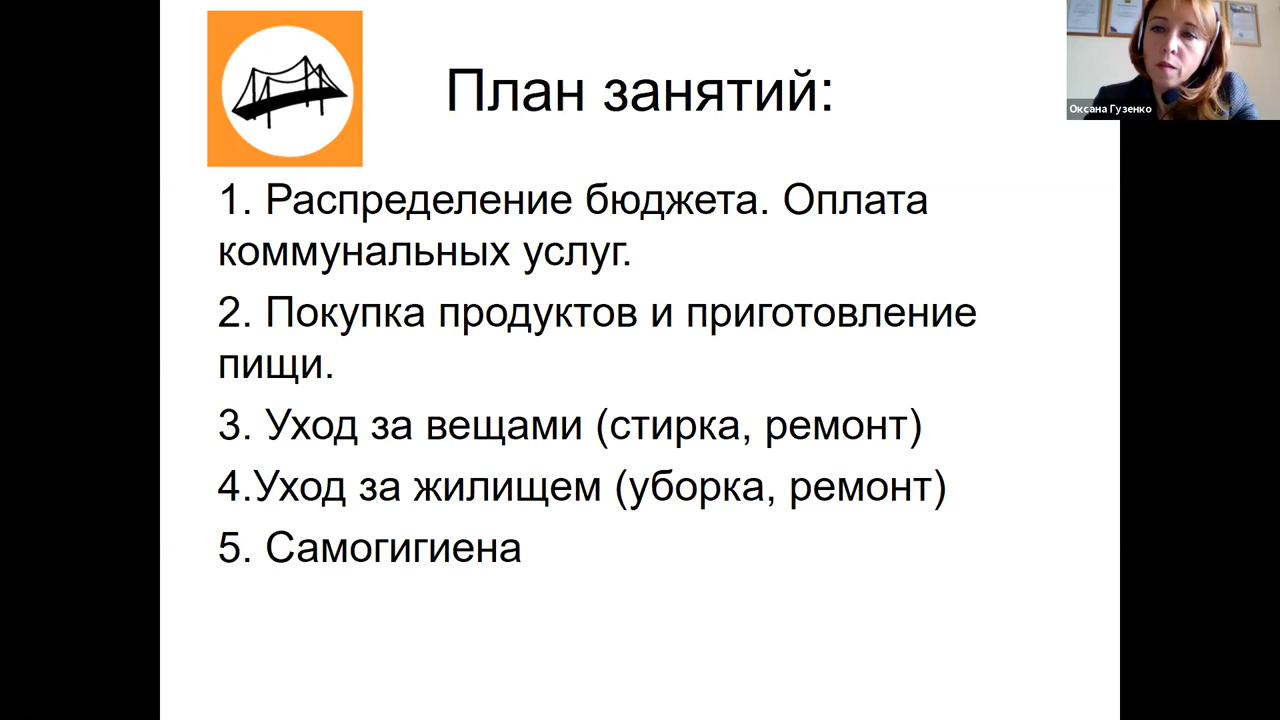 План занятий:
Оксана Гузенко
1. Распределение бюджета. Оплата
коммунальных услуг.
2. Покупка продуктов и приготовление
пищи.
3. Уход за вещами (стирка, ремонт)
4.Уход за жилищем (уборка, ремонт)
5. Самогигиена